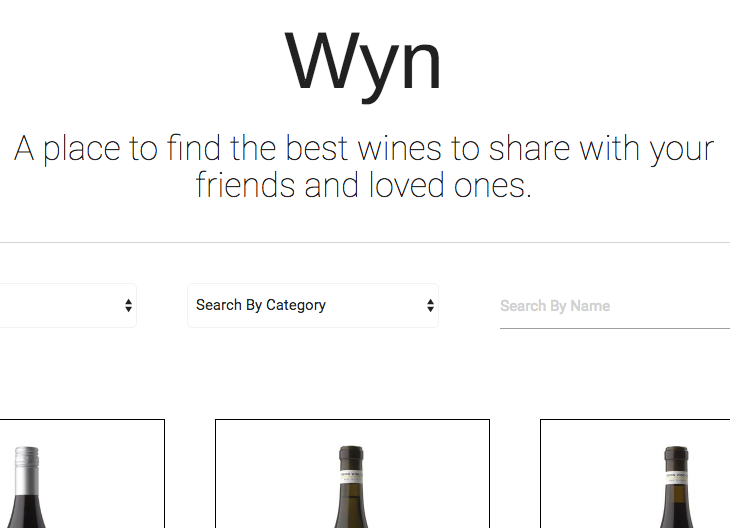 Wyn
A place to find the best wines to share with your
friends and loved ones.
Search By Category
Search By Name